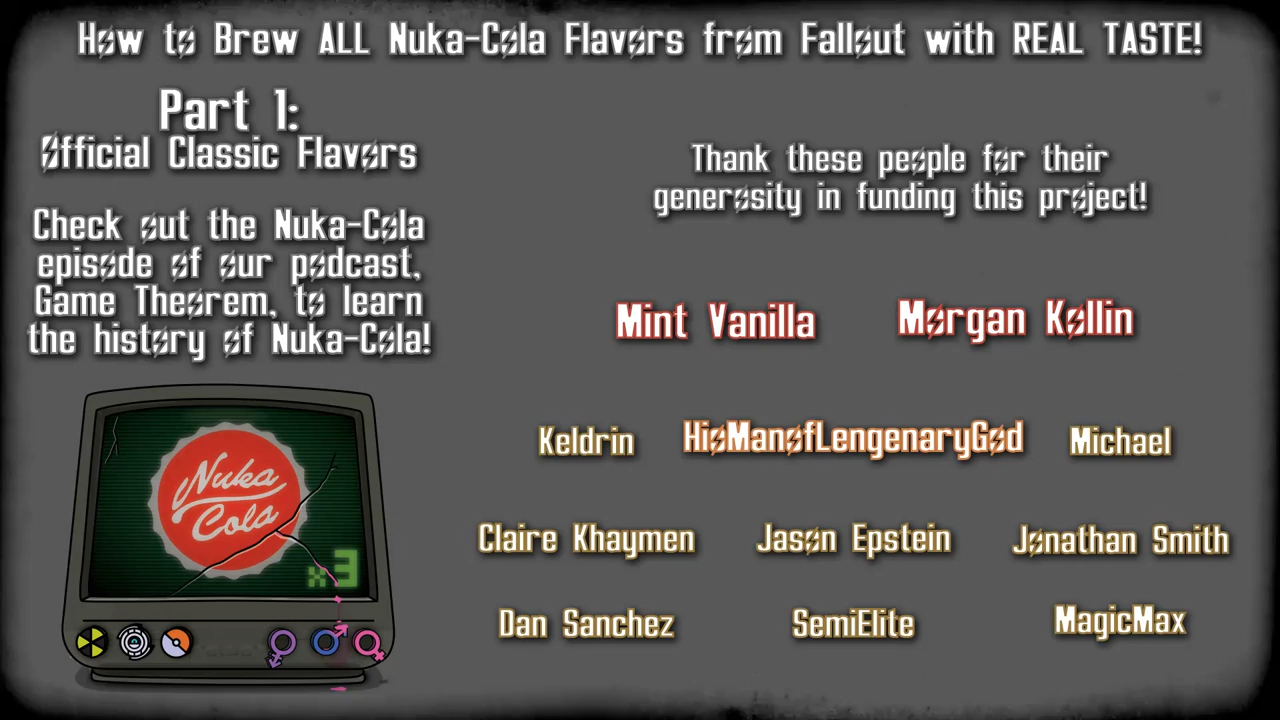 How to Brew ALL Nuka-Cola Flavors from Fallout with REAL TASTE!
Part 1:
Official Classic Flavors
Check out the Nuka-Cola
episode of our podcast,
Game Theorem, to learn
the history of Nuka-Cola!
Nuka
Cola
x3
Thank these people for their
generosity in funding this project!
Mint Vanilla Morgan Kollin
Keldrin HisManofLengenaryGod Michael
Claire Khaymen Jason Epstein Jonathan Smith
Dan Sanchez SemiElite MagicMax